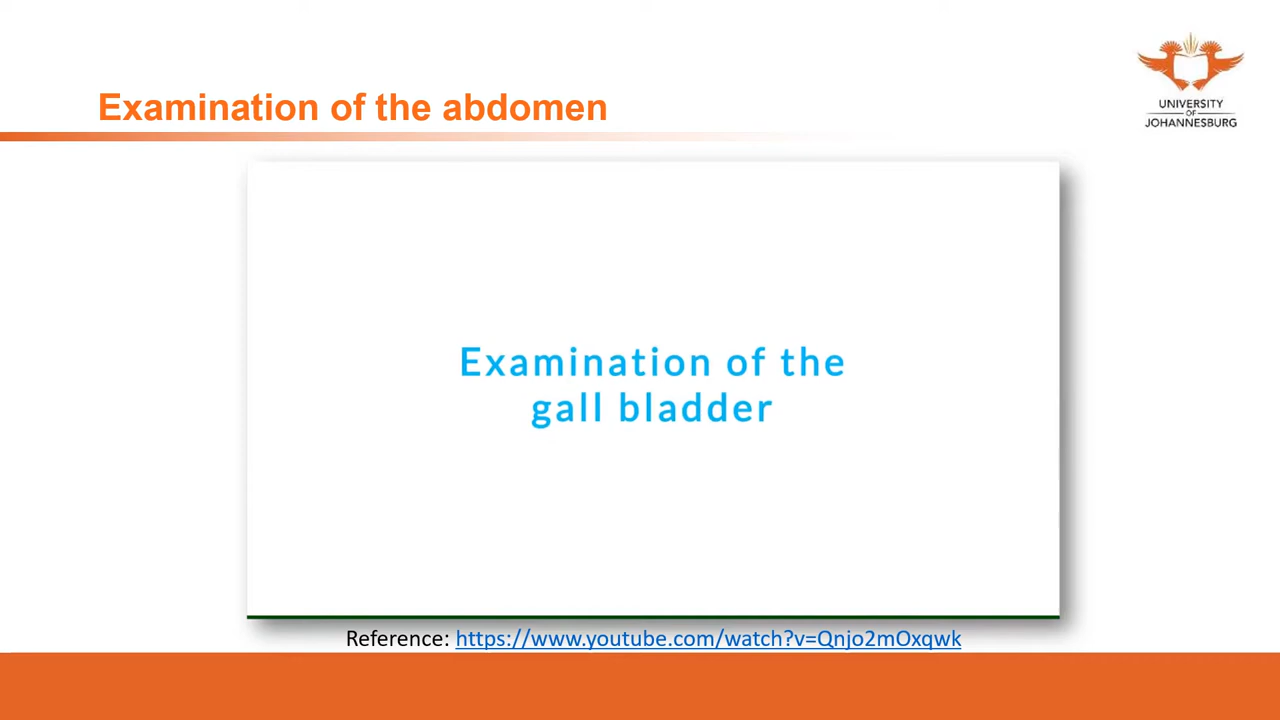 Examination of the abdomen
UNIVERSITY
OF
JOHANNESBURG
Examination of the
gall bladder
Reference: https://www.youtube.com/watch?v=Qnjo2mOxqwk